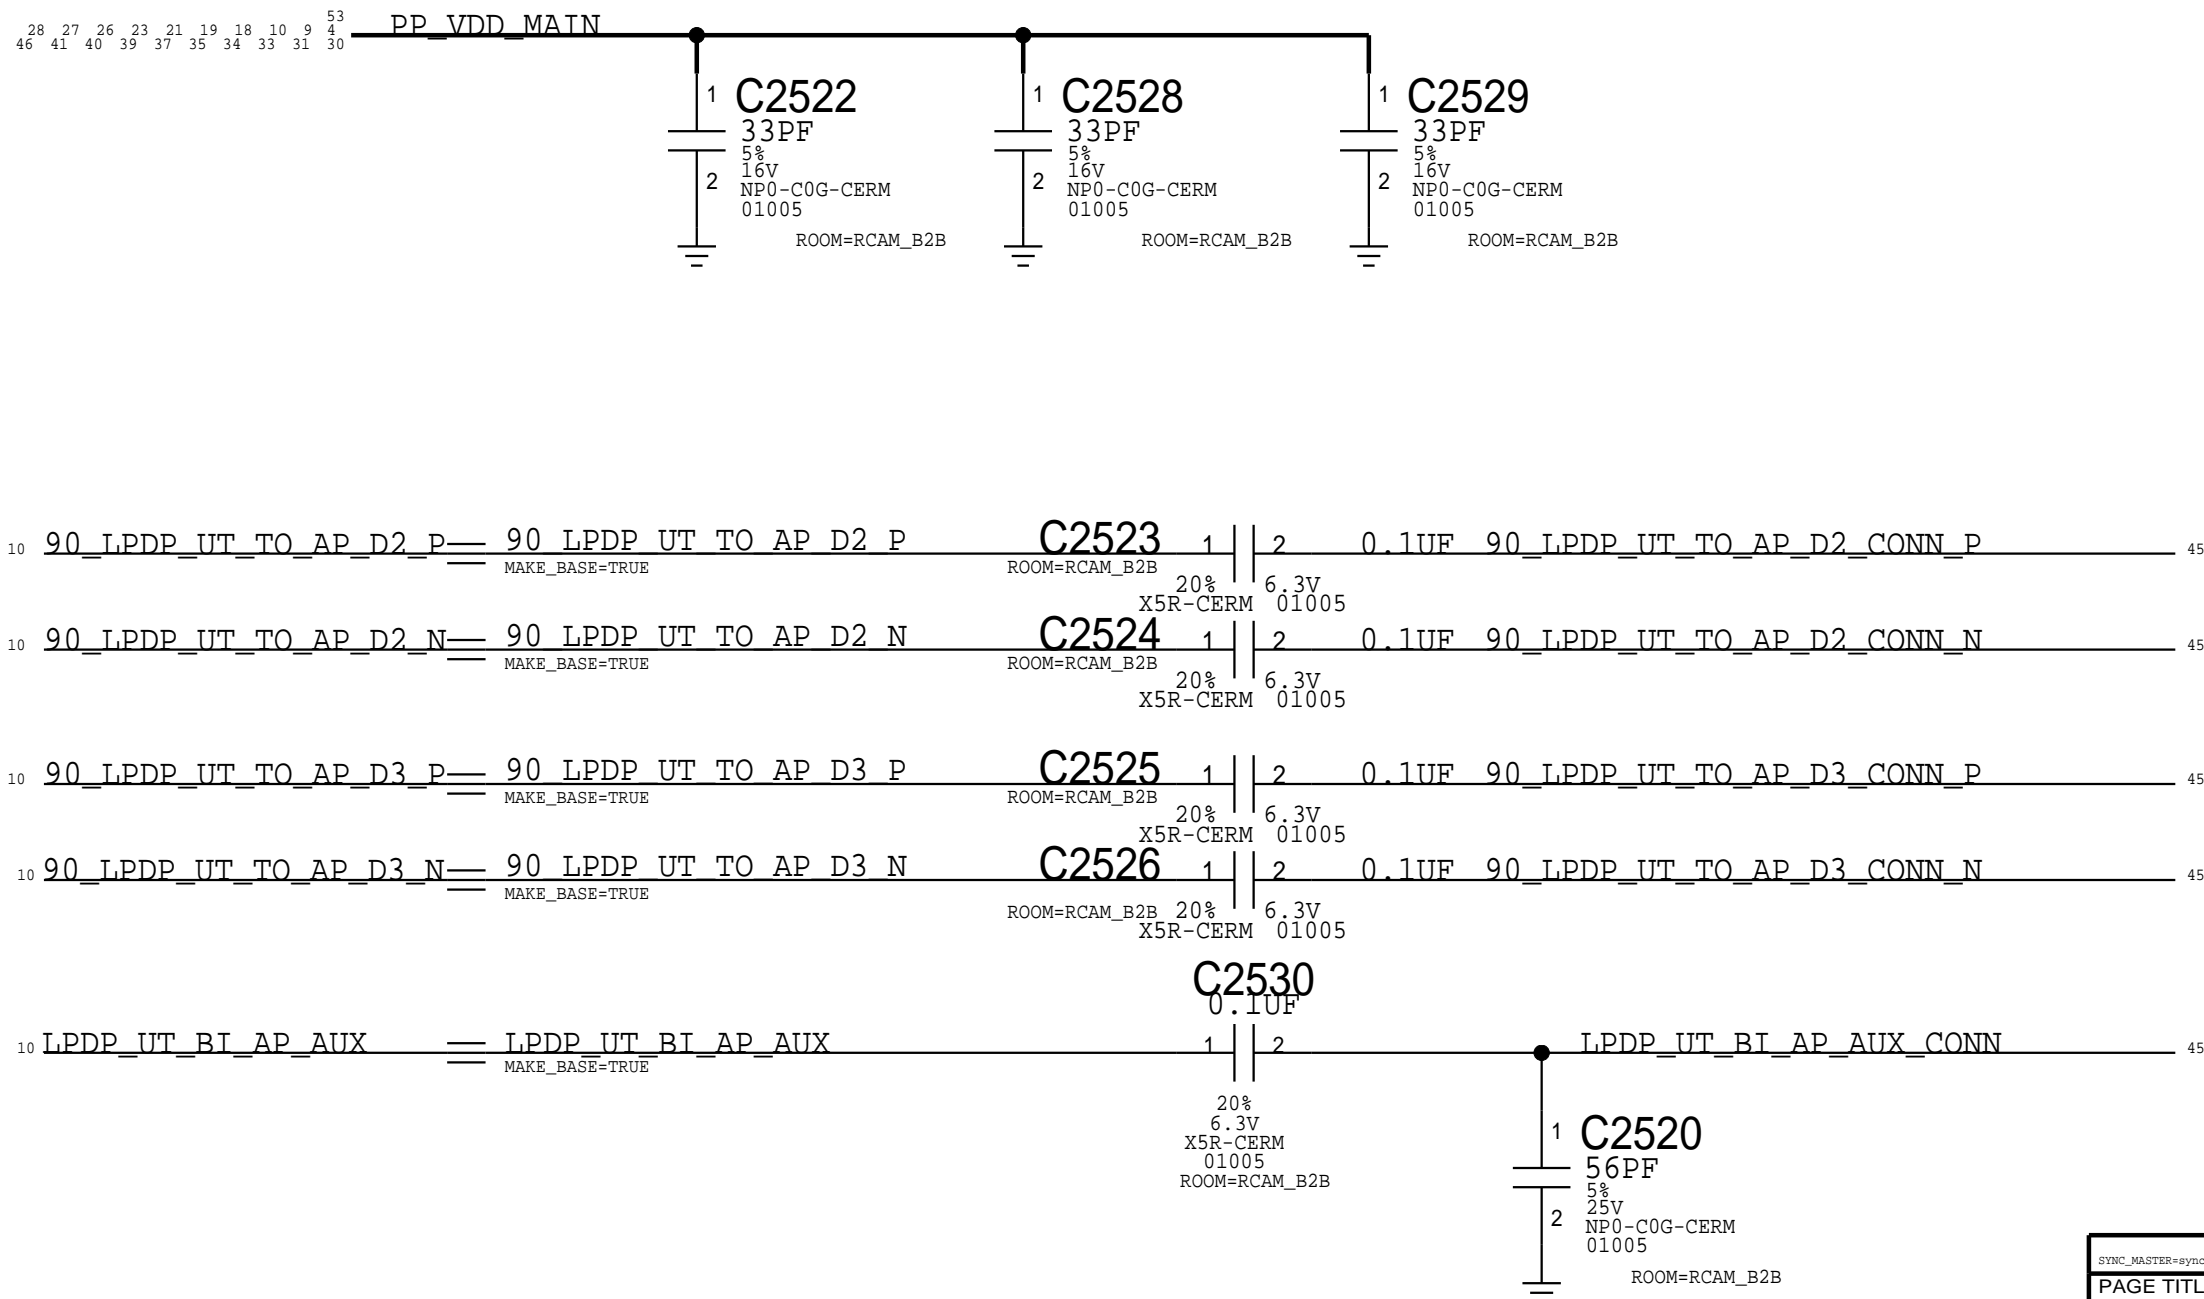 53
28 27 26 23 21 19 18 10 9 4
46 41 40 39 37 35 34 33 31 30
PP_VDD_MAIN
1 C2522
33PF
5%
16V
2 NP0-C0G-CERM
01005
ROOM=RCAM_B2B
1 C2528
33PF
5%
16V
2 NP0-C0G-CERM
01005
ROOM=RCAM_B2B
1 C2529
33PF
5%
16V
2 NP0-C0G-CERM
01005
ROOM=RCAM_B2B
10 90_LPDP_UT_TO_AP_D2_P 90_LPDP_UT_TO_AP_D2_P C2523 1 2 0.1UF 90_LPDP_UT_TO_AP_D2_CONN_P 45
MAKE_BASE=TRUE ROOM=RCAM_B2B
20% 6.3V
X5R-CERM 01005
10 90_LPDP_UT_TO_AP_D2_N 90_LPDP_UT_TO_AP_D2_N C2524 1 2 0.1UF 90_LPDP_UT_TO_AP_D2_CONN_N 45
MAKE_BASE=TRUE ROOM=RCAM_B2B
20% 6.3V
X5R-CERM 01005
10 90_LPDP_UT_TO_AP_D3_P 90_LPDP_UT_TO_AP_D3_P C2525 1 2 0.1UF 90_LPDP_UT_TO_AP_D3_CONN_P 45
MAKE_BASE=TRUE ROOM=RCAM_B2B
20% 6.3V
X5R-CERM 01005
10 90_LPDP_UT_TO_AP_D3_N 90_LPDP_UT_TO_AP_D3_N C2526 1 2 0.1UF 90_LPDP_UT_TO_AP_D3_CONN_N 45
MAKE_BASE=TRUE
ROOM=RCAM_B2B 20% 6.3V
X5R-CERM 01005
C2530
0.1UF
10 LPDP_UT_BI_AP_AUX LPDP_UT_BI_AP_AUX 1 2 LPDP_UT_BI_AP_AUX_CONN 45
MAKE_BASE=TRUE
20%
6.3V
X5R-CERM
01005
ROOM=RCAM_B2B
1 C2520
56PF
5%
25V
2 NP0-C0G-CERM
01005
ROOM=RCAM_B2B
SYNC_MASTER=sync
PAGE TITL